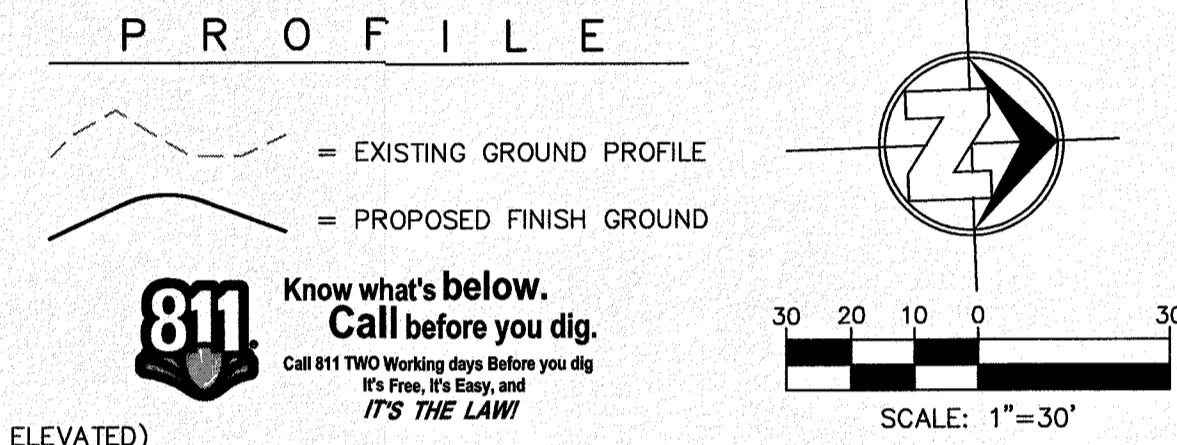 P R O F I L E
= EXISTING GROUND PROFILE
= PROPOSED FINISH GROUND
811
Know what's below.
Call before you dig.
Call 811 TWO Working days Before you dig
It's Free, It's Easy, and
IT'S THE LAW!
ELEVATED)
N
30 20 10 0 30
SCALE: 1"=30'